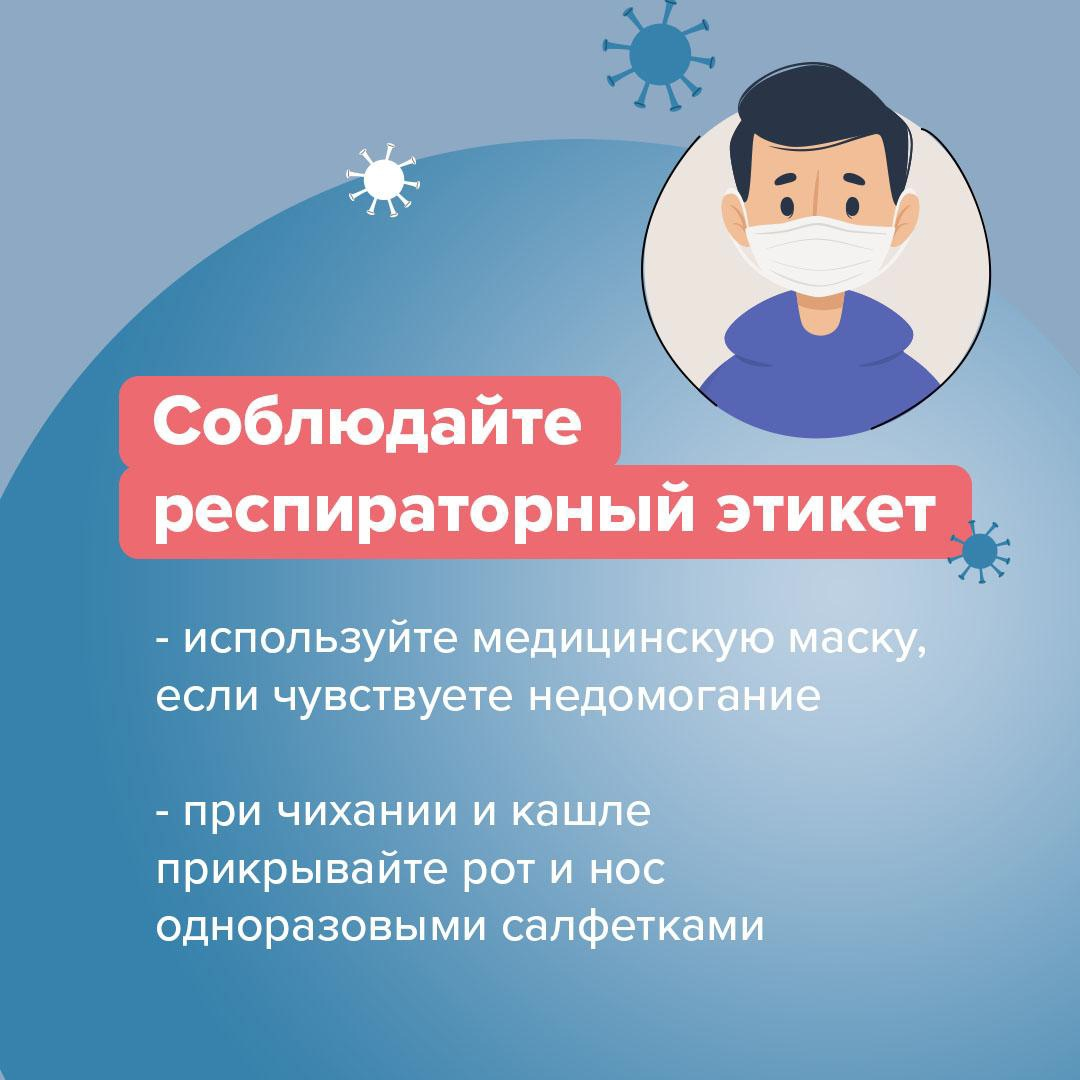 Соблюдайте
респираторный этикет
- используйте медицинскую маску,
если чувствуете недомогание
- при чихании и кашле
прикрывайте рот и нос
одноразовыми салфетками